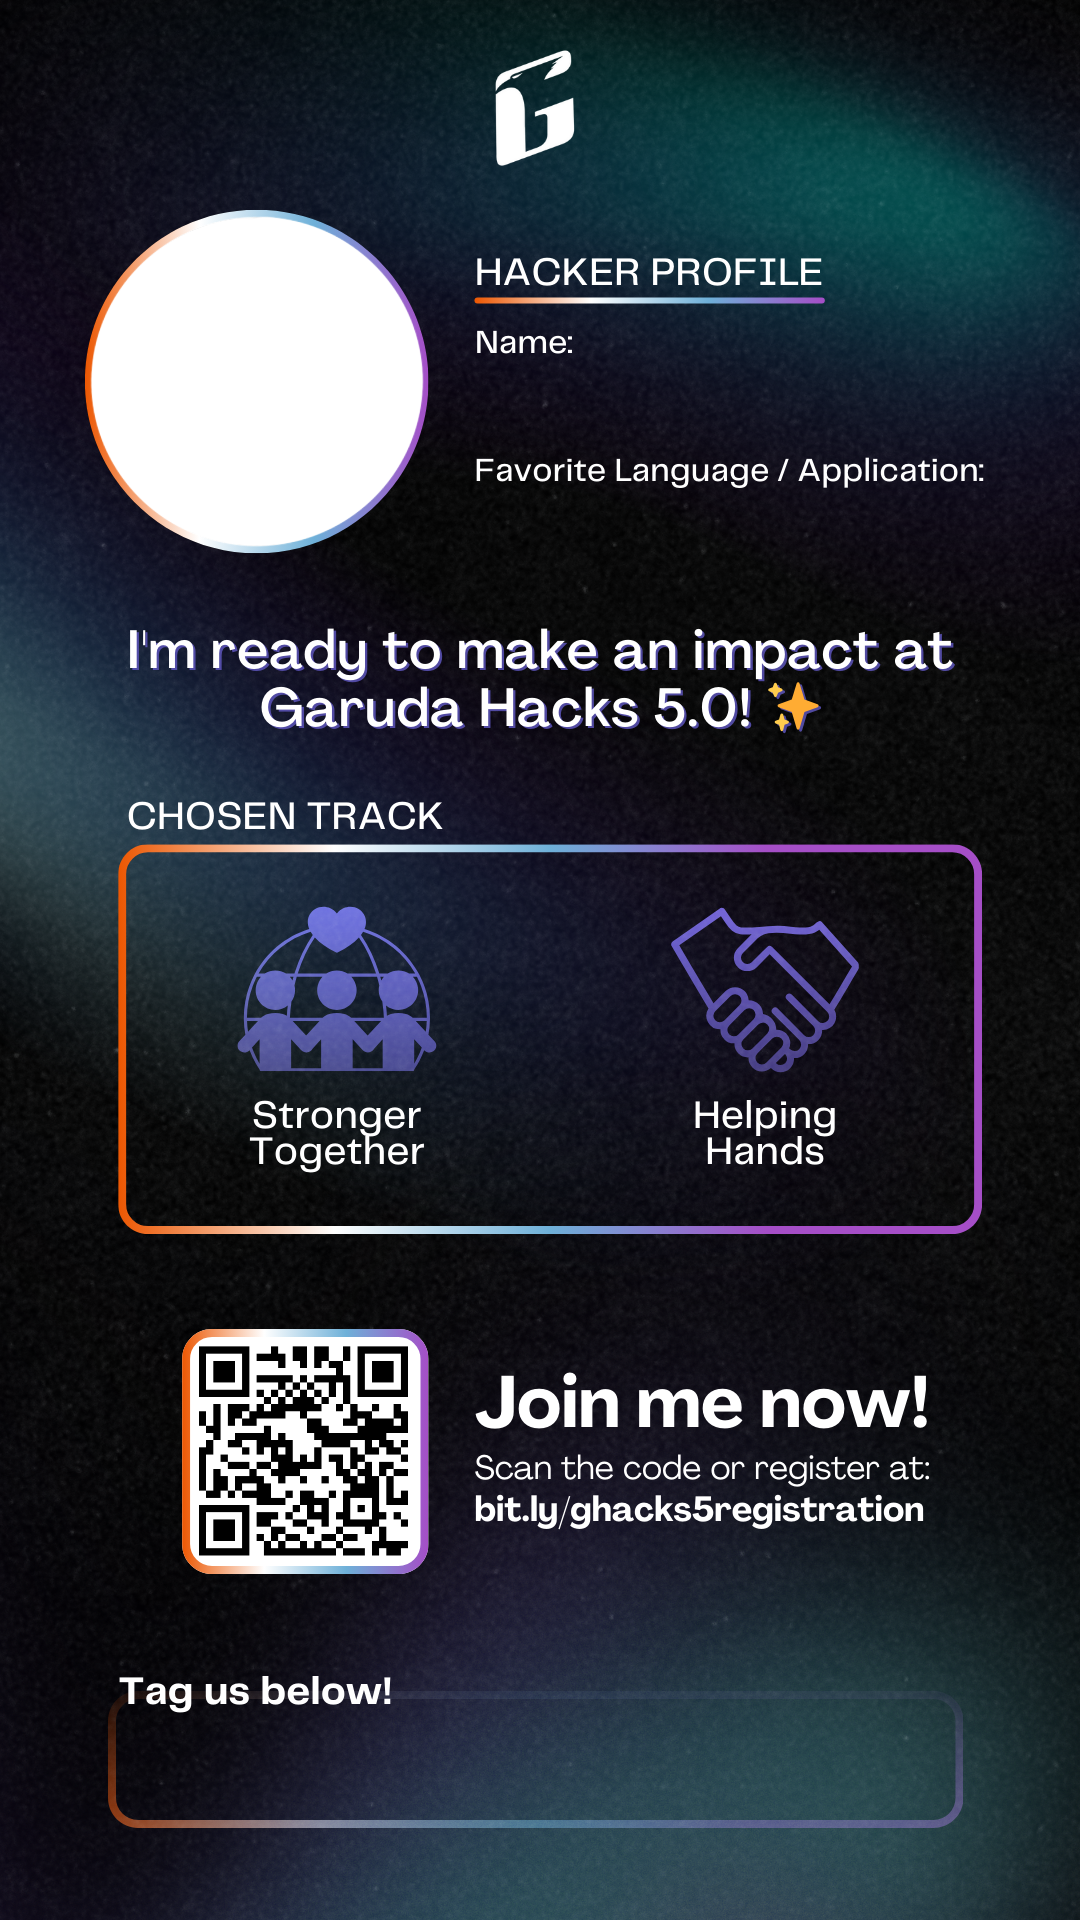 HACKER PROFILE
Name:
Favorite Language / Application:
I'm ready to make an impact at
Garuda Hacks 5.0! ✨
CHOSEN TRACK
Stronger
Together
Helping
Hands
Join me now!
Scan the code or register at:
bit.ly/ghacks5registration
Tag us below!